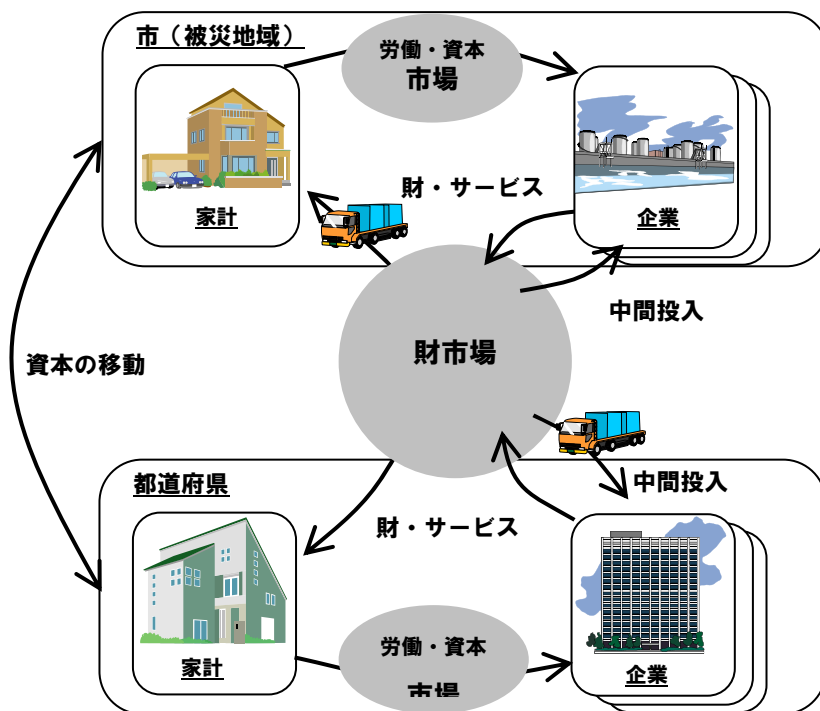 市（被災地域）
労働・資本
市場
家計
財・サービス
企業
中間投入
財市場
資本の移動
都道府県
中間投入
財・サービス
家計
労働・資本
市場
企業